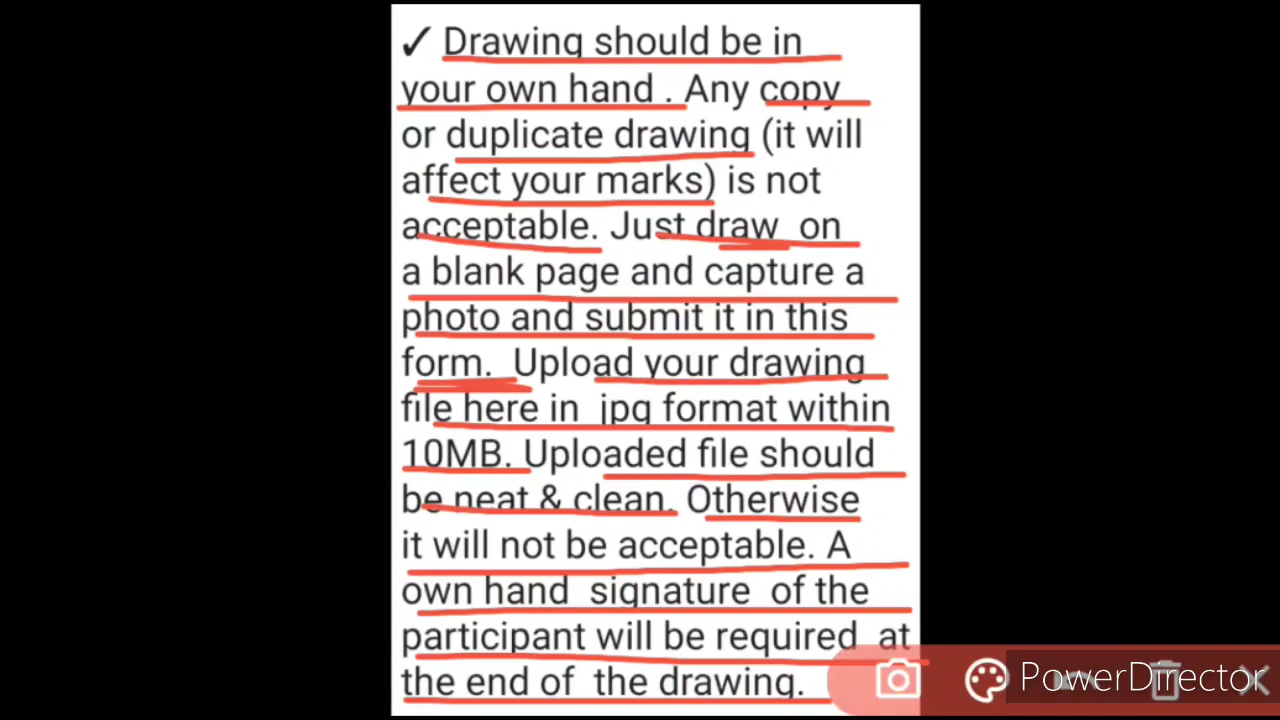 ✓ Drawing should be in
your own hand . Any copy
or duplicate drawing (it will
affect your marks) is not
acceptable. Just draw on
a blank page and capture a
photo and submit it in this
form. Upload your drawing
file here in jpg format within
10MB. Uploaded file should
be neat & clean. Otherwise
it will not be acceptable. A
own hand signature of the
participant will be required at
the end of the drawing.
PowerDirector